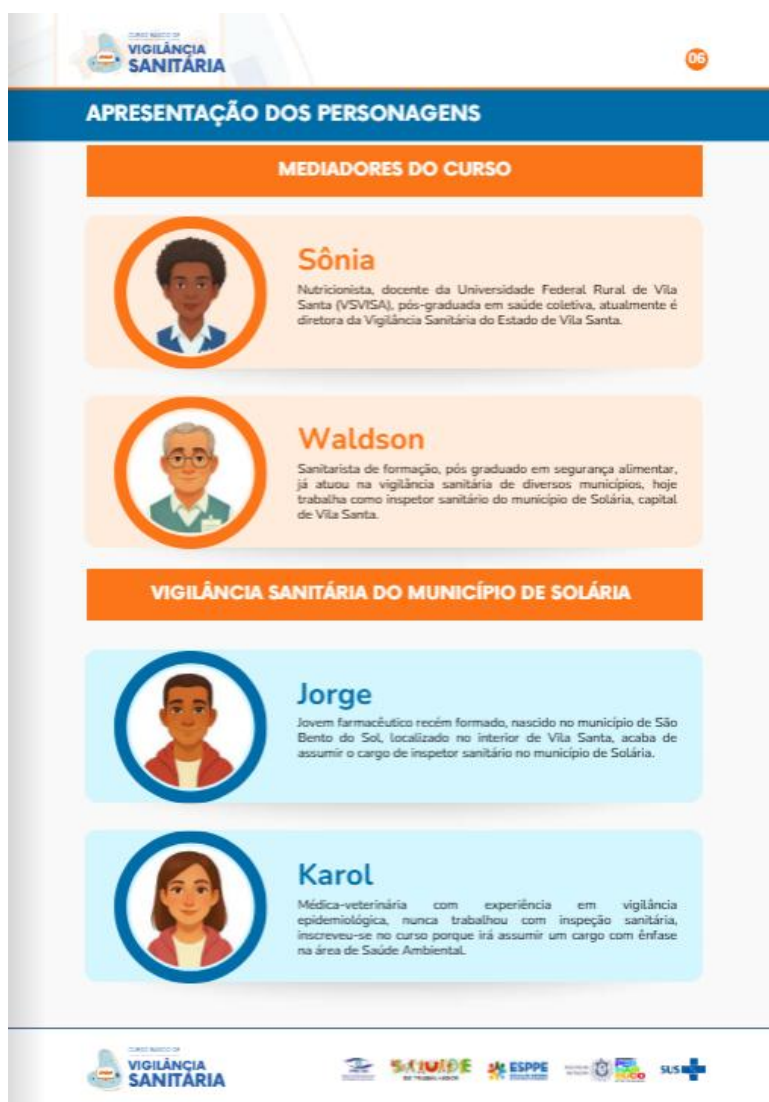 CURSO BÁSICO DE
VIGILÂNCIA
SANITÁRIA
06
APRESENTAÇÃO DOS PERSONAGENS
MEDIADORES DO CURSO
Sônia
Nutricionista, docente da Universidade Federal Rural de Vila
Santa (VSVISA), pós-graduada em saúde coletiva, atualmente é
diretora da Vigilância Sanitária do Estado de Vila Santa.
Waldson
Sanitarista de formação, pós graduado em segurança alimentar,
já atuou na vigilância sanitária de diversos municípios, hoje
trabalha como inspetor sanitário do município de Solária, capital
de Vila Santa.
VIGILÂNCIA SANITÁRIA DO MUNICÍPIO DE SOLÁRIA
Jorge
Jovem farmacêutico recém formado, nascido no município de São
Bento do Sol, localizado no interior de Vila Santa, acaba de
assumir o cargo de inspetor sanitário no município de Solária.
Karol
Médica-veterinária com experiência em vigilância
epidemiológica, nunca trabalhou com inspeção sanitária,
inscreveu-se no curso porque irá assumir um cargo com ênfase
na área de Saúde Ambiental.
CURSO BÁSICO DE
VIGILÂNCIA
SANITÁRIA
SAÚDE
ESPPE
SUS